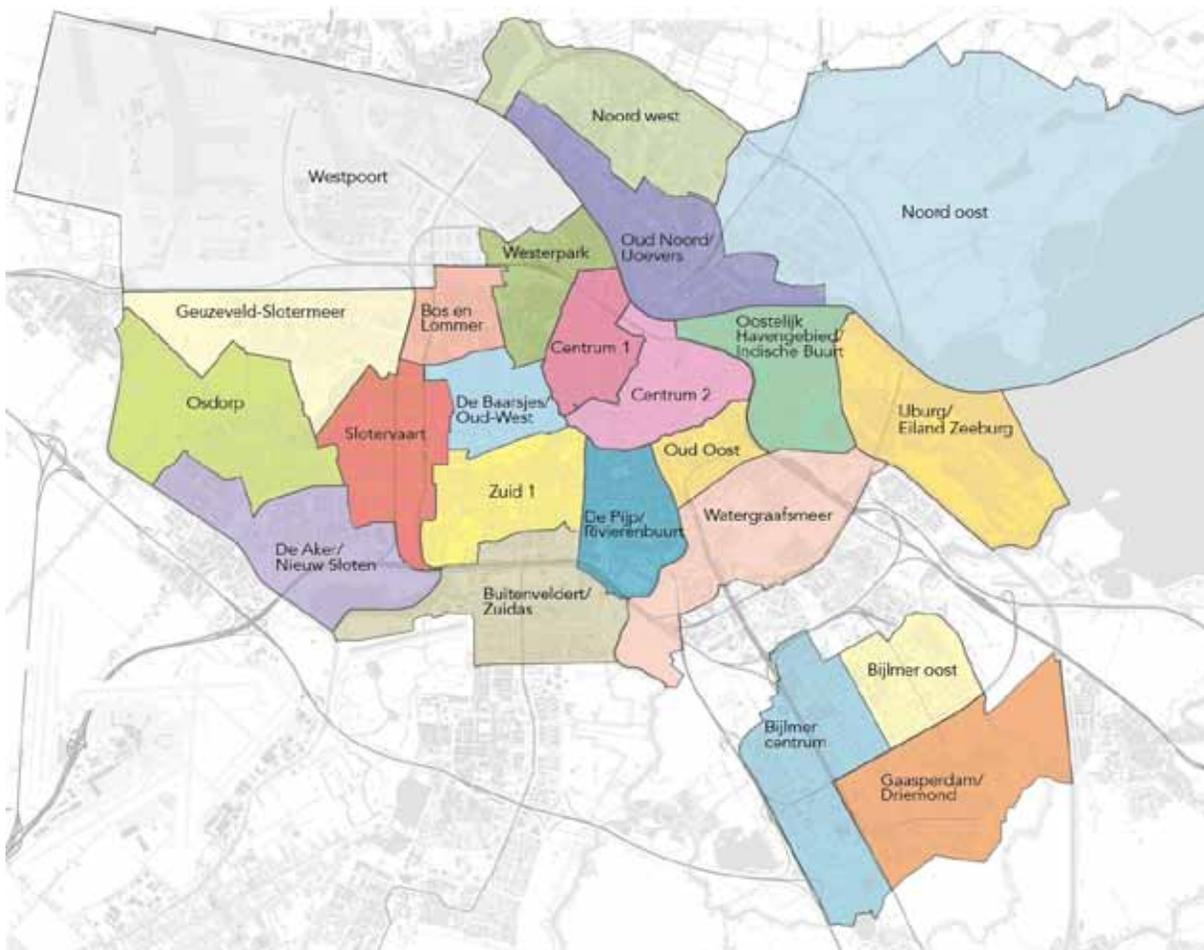 Noord west
Westpoort
Noord oost
Oud Noord/
IJoevers
Westerpark
Geuzeveld-Slotermeer
Bos en
Lommer
Oostelijk
Havengebied/
Indische Buurt
Centrum 1
Osdorp
De Baarsjes/
Oud-West
Centrum 2
IJburg/
Eiland Zeeburg
Slotervaart
Oud Oost
Zuid 1
De Pijp/
Rivierenbuurt
Watergraafsmeer
De Aker/
Nieuw Sloten
Buitenveldert/
Zuidas
Bijlmer oost
Bijlmer
centrum
Gaasperdam/
Driemond